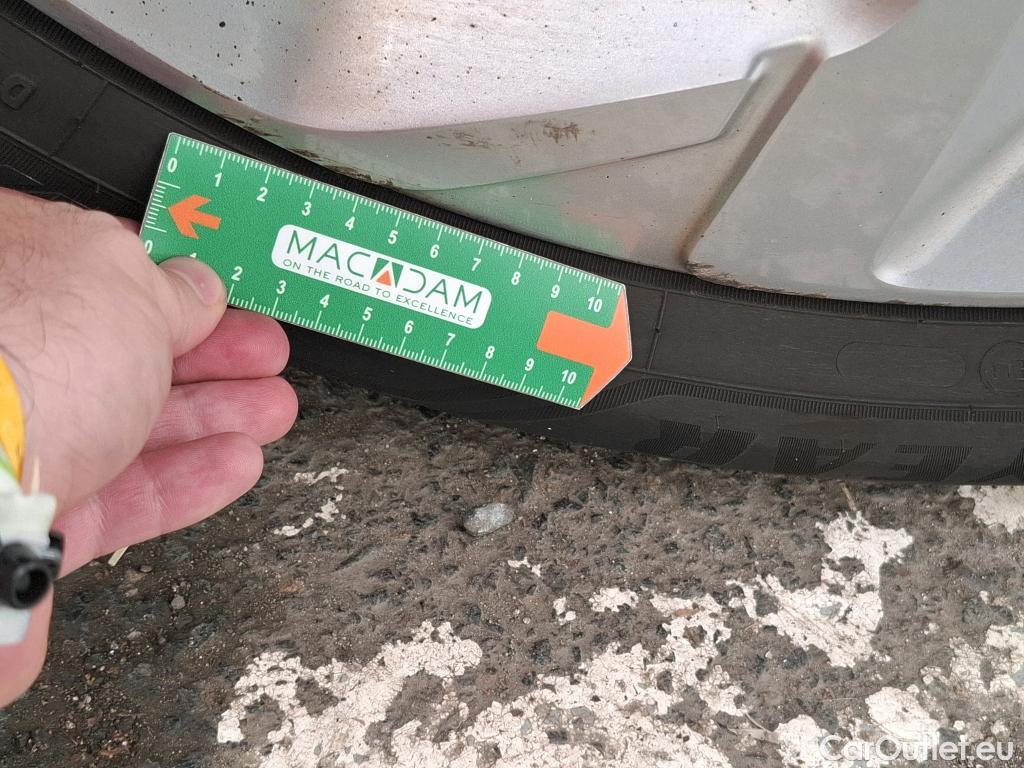 0 1 2 3 4 5 6 7 8 9 10
MACADAM
ON THE ROAD TO EXCELLENCE
0 1 2 3 4 5 6 7 8 9 10
EAR
CarOutlet.eu